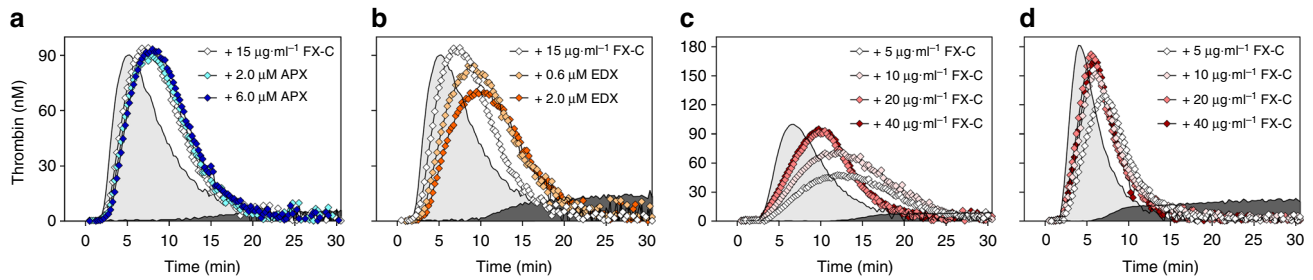 a
b
c
d
Thrombin (nM)
90
60
30
0
+ 15 µg·ml⁻¹ FX-C
+ 2.0 µM APX
+ 6.0 µM APX
0 5 10 15 20 25 30
Time (min)
90
60
30
0
+ 15 µg·ml⁻¹ FX-C
+ 0.6 µM EDX
+ 2.0 µM EDX
0 5 10 15 20 25 30
Time (min)
180
150
120
90
60
30
0
+ 5 µg·ml⁻¹ FX-C
+ 10 µg·ml⁻¹ FX-C
+ 20 µg·ml⁻¹ FX-C
+ 40 µg·ml⁻¹ FX-C
0 5 10 15 20 25 30
Time (min)
+ 5 µg·ml⁻¹ FX-C
+ 10 µg·ml⁻¹ FX-C
+ 20 µg·ml⁻¹ FX-C
+ 40 µg·ml⁻¹ FX-C
0 5 10 15 20 25 30
Time (min)